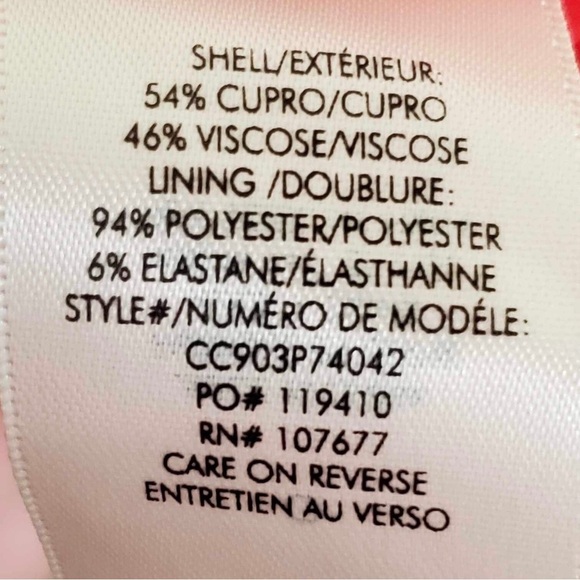 SHELL/EXTÉRIEUR:
54% CUPRO/CUPRO
46% VISCOSE/VISCOSE
LINING /DOUBLURE:
94% POLYESTER/POLYESTER
6% ELASTANE/ÉLASTHANNE
STYLE#/NUMÉRO DE MODÉLE:
CC903P74042
PO# 119410
RN# 107677
CARE ON REVERSE
ENTRETIEN AU VERSO